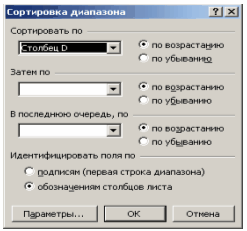 Сортировка диапазона
Сортировать по
Столбец D
по возрастанию
по убыванию
Затем по
по возрастанию
по убыванию
В последнюю очередь, по
по возрастанию
по убыванию
Идентифицировать поля по
подписям (первая строка диапазона)
обозначениям столбцов листа
Параметры... ОК Отмена